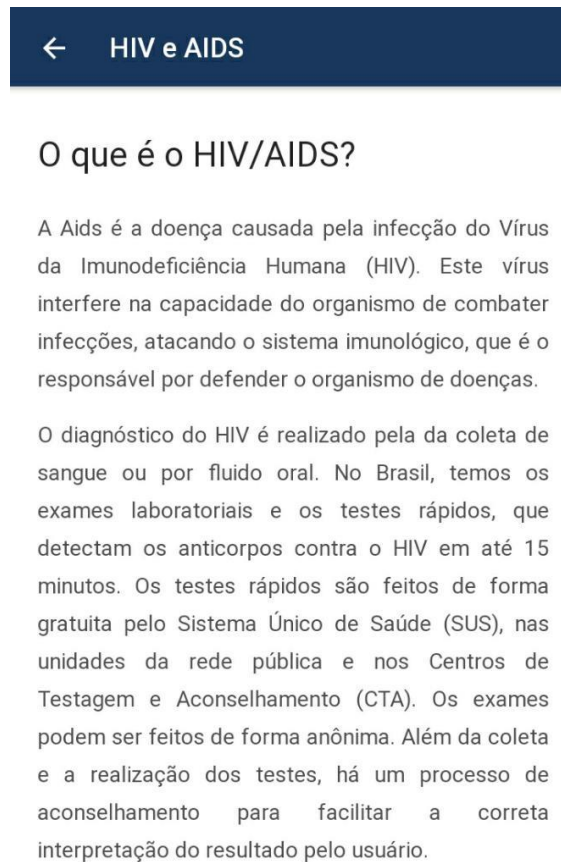 HIV e AIDS
O que é o HIV/AIDS?
A Aids é a doença causada pela infecção do Vírus
da Imunodeficiência Humana (HIV). Este vírus
interfere na capacidade do organismo de combater
infecções, atacando o sistema imunológico, que é o
responsável por defender o organismo de doenças.
O diagnóstico do HIV é realizado pela da coleta de
sangue ou por fluido oral. No Brasil, temos os
exames laboratoriais e os testes rápidos, que
detectam os anticorpos contra o HIV em até 15
minutos. Os testes rápidos são feitos de forma
gratuita pelo Sistema Único de Saúde (SUS), nas
unidades da rede pública e nos Centros de
Testagem e Aconselhamento (CTA). Os exames
podem ser feitos de forma anônima. Além da coleta
e a realização dos testes, há um processo de
aconselhamento para facilitar a correta
interpretação do resultado pelo usuário.